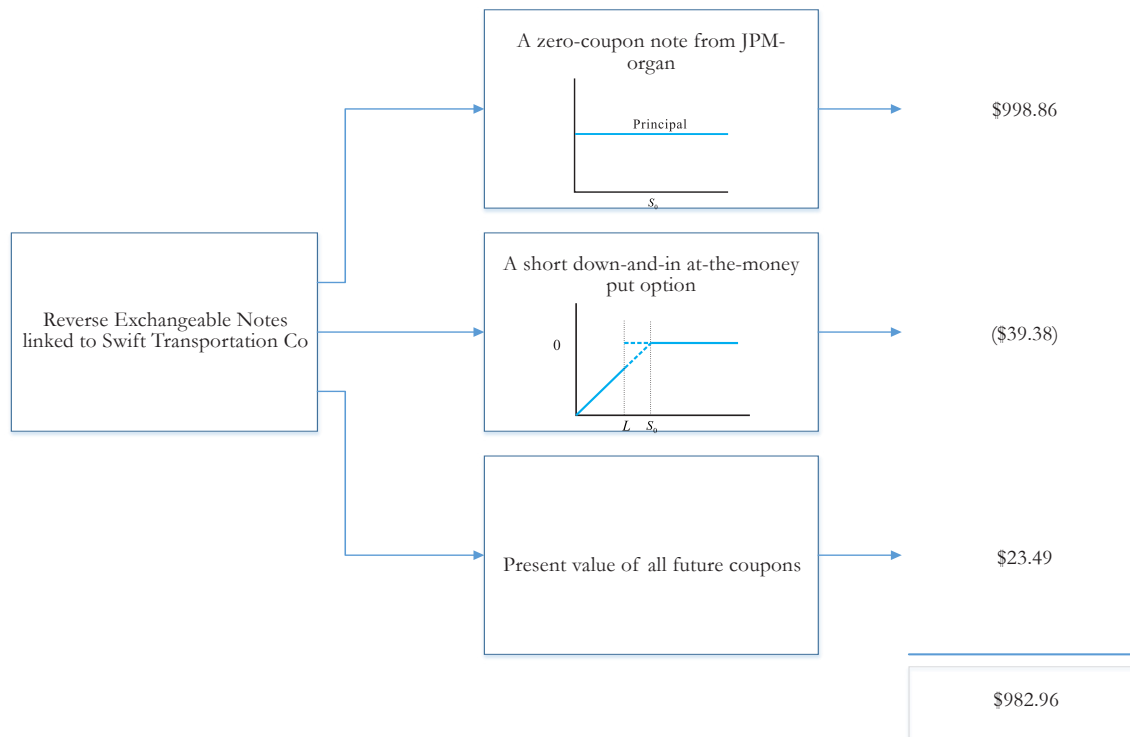 A zero-coupon note from JPM-
organ
Principal
S₀
$998.86
Reverse Exchangeable Notes
linked to Swift Transportation Co
A short down-and-in at-the-money
put option
0
L S₀
($39.38)
Present value of all future coupons
$23.49
$982.96